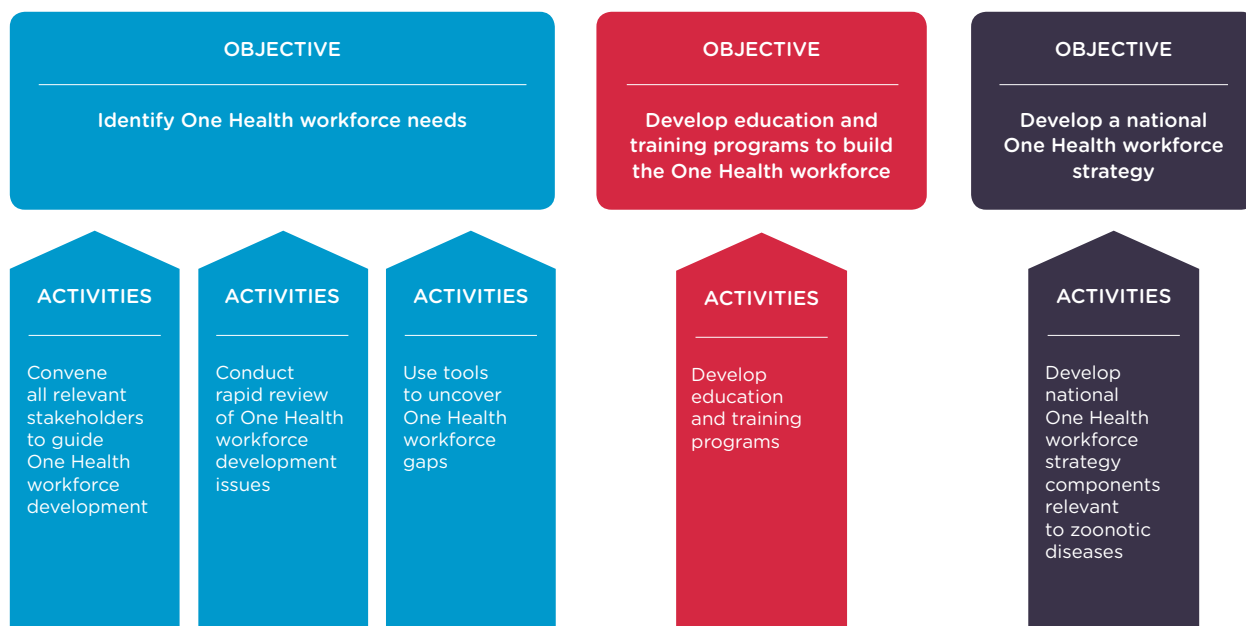 OBJECTIVE
Identify One Health workforce needs
OBJECTIVE
Develop education and
training programs to build
the One Health workforce
OBJECTIVE
Develop a national
One Health workforce
strategy
ACTIVITIES
Convene
all relevant
stakeholders
to guide
One Health
workforce
development
ACTIVITIES
Conduct
rapid review
of One Health
workforce
development
issues
ACTIVITIES
Use tools
to uncover
One Health
workforce
gaps
ACTIVITIES
Develop
education
and training
programs
ACTIVITIES
Develop
national
One Health
workforce
strategy
components
relevant
to zoonotic
diseases